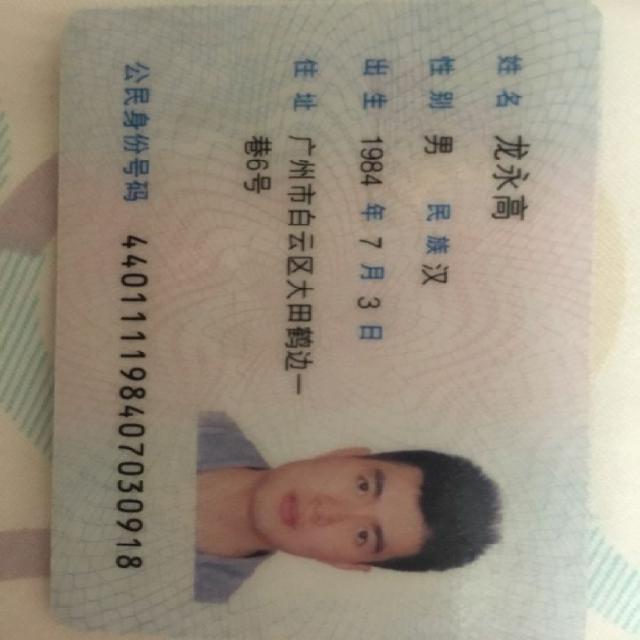 姓名 龙永高
性别 男 民族 汉
出生 1984 年 7 月 3 日
住址 广州市白云区大田鹤边一
巷6号
公民身份号码 440111198407030918